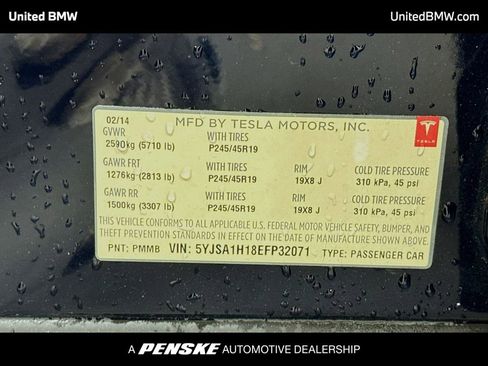 United BMW
UnitedBMW.com
MFD BY TESLA MOTORS, INC.
02/14
GVWR WITH TIRES
2590kg (5710 lb) P245/45R19
GAWR FRT WITH TIRES RIM COLD TIRE PRESSURE
1276kg (2813 lb) P245/45R19 19X8 J 310 kPa, 45 psi
GAWR RR WITH TIRES RIM COLD TIRE PRESSURE
1500kg (3307 lb) P245/45R19 19X8 J 310 kPa, 45 psi
THIS VEHICLE CONFORMS TO ALL APPLICABLE U.S. FEDERAL MOTOR VEHICLE SAFETY, BUMPER, AND
THEFT PREVENTION STANDARDS IN EFFECT ON THE DATE OF MANUFACTURE SHOWN ABOVE.
PNT: PMMB VIN: 5YJSA1H18EFP32071 TYPE: PASSENGER CAR
TESLA
A PENSKE AUTOMOTIVE DEALERSHIP